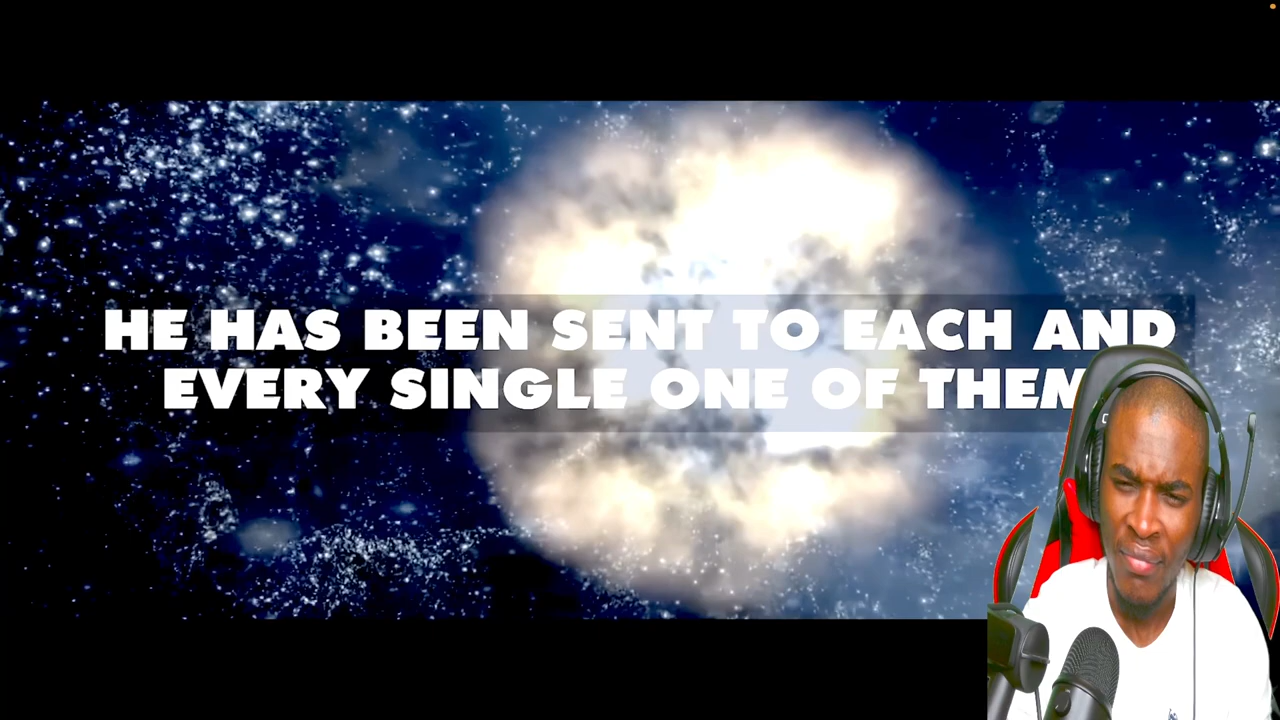 HE HAS BEEN SENT TO EACH AND
EVERY SINGLE ONE OF THEM